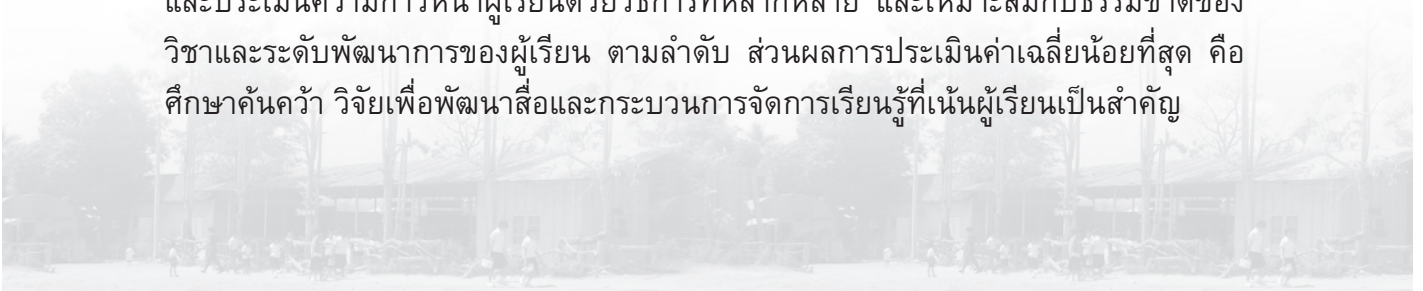 และประเมินความก้าวหน้าผู้เรียนด้วยวิธีการที่หลากหลาย และเหมาะสมกับธรรมชาติของ
วิชาและระดับพัฒนาการของผู้เรียน ตามลำดับ ส่วนผลการประเมินค่าเฉลี่ยน้อยที่สุด คือ
ศึกษาค้นคว้า วิจัยเพื่อพัฒนาสื่อและกระบวนการจัดการเรียนรู้ที่เน้นผู้เรียนเป็นสำคัญ